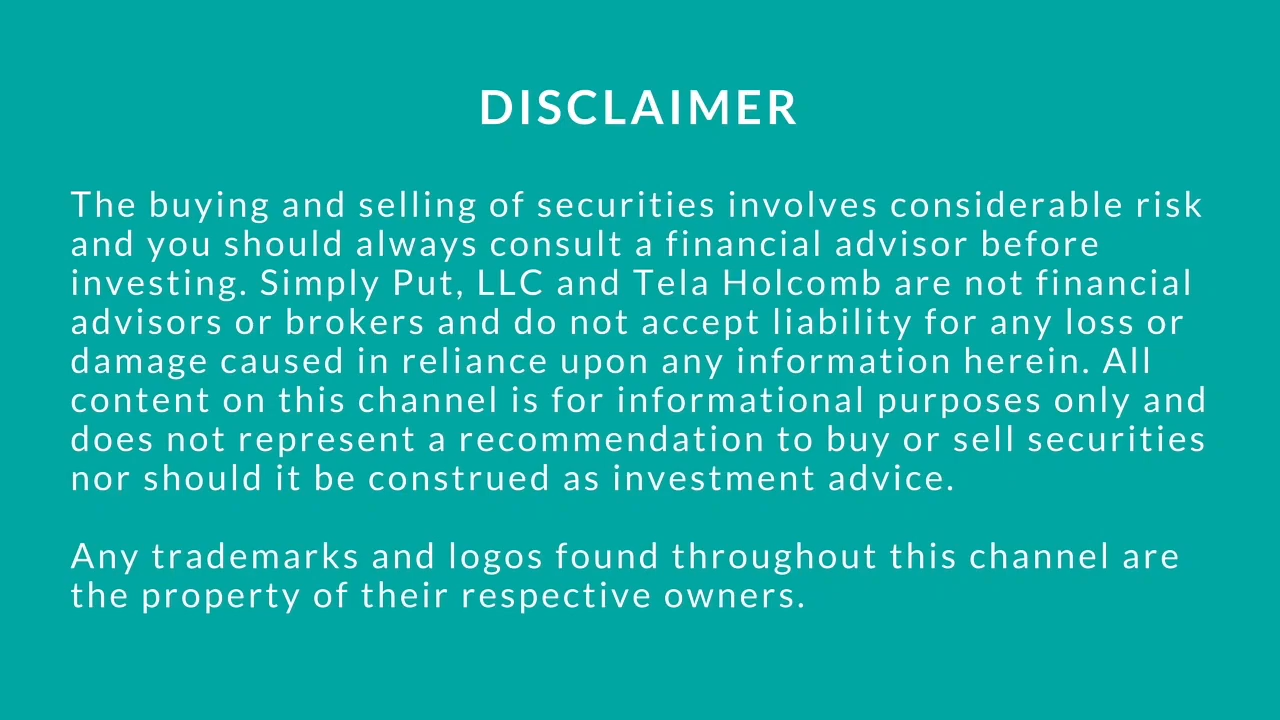 DISCLAIMER
The buying and selling of securities involves considerable risk
and you should always consult a financial advisor before
investing. Simply Put, LLC and Tela Holcomb are not financial
advisors or brokers and do not accept liability for any loss or
damage caused in reliance upon any information herein. All
content on this channel is for informational purposes only and
does not represent a recommendation to buy or sell securities
nor should it be construed as investment advice.
Any trademarks and logos found throughout this channel are
the property of their respective owners.